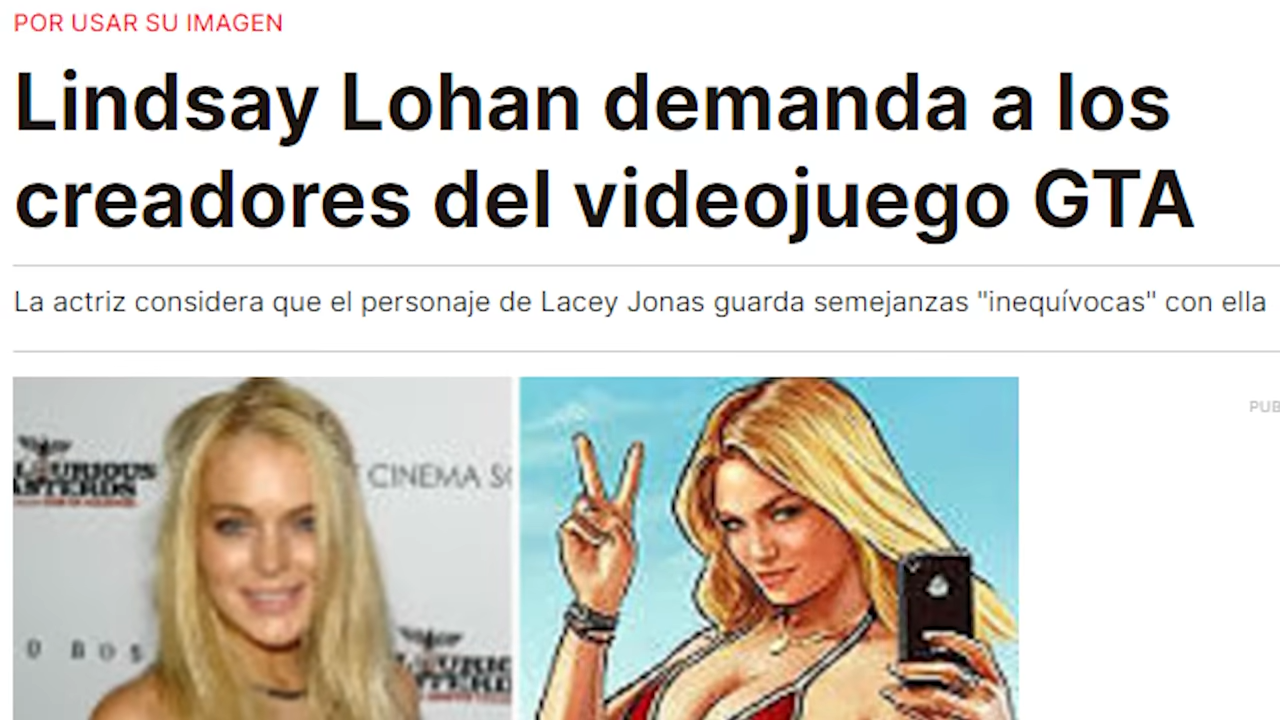 POR USAR SU IMAGEN
Lindsay Lohan demanda a los
creadores del videojuego GTA
La actriz considera que el personaje de Lacey Jonas guarda semejanzas "inequívocas" con ella
PUB
CINEMA